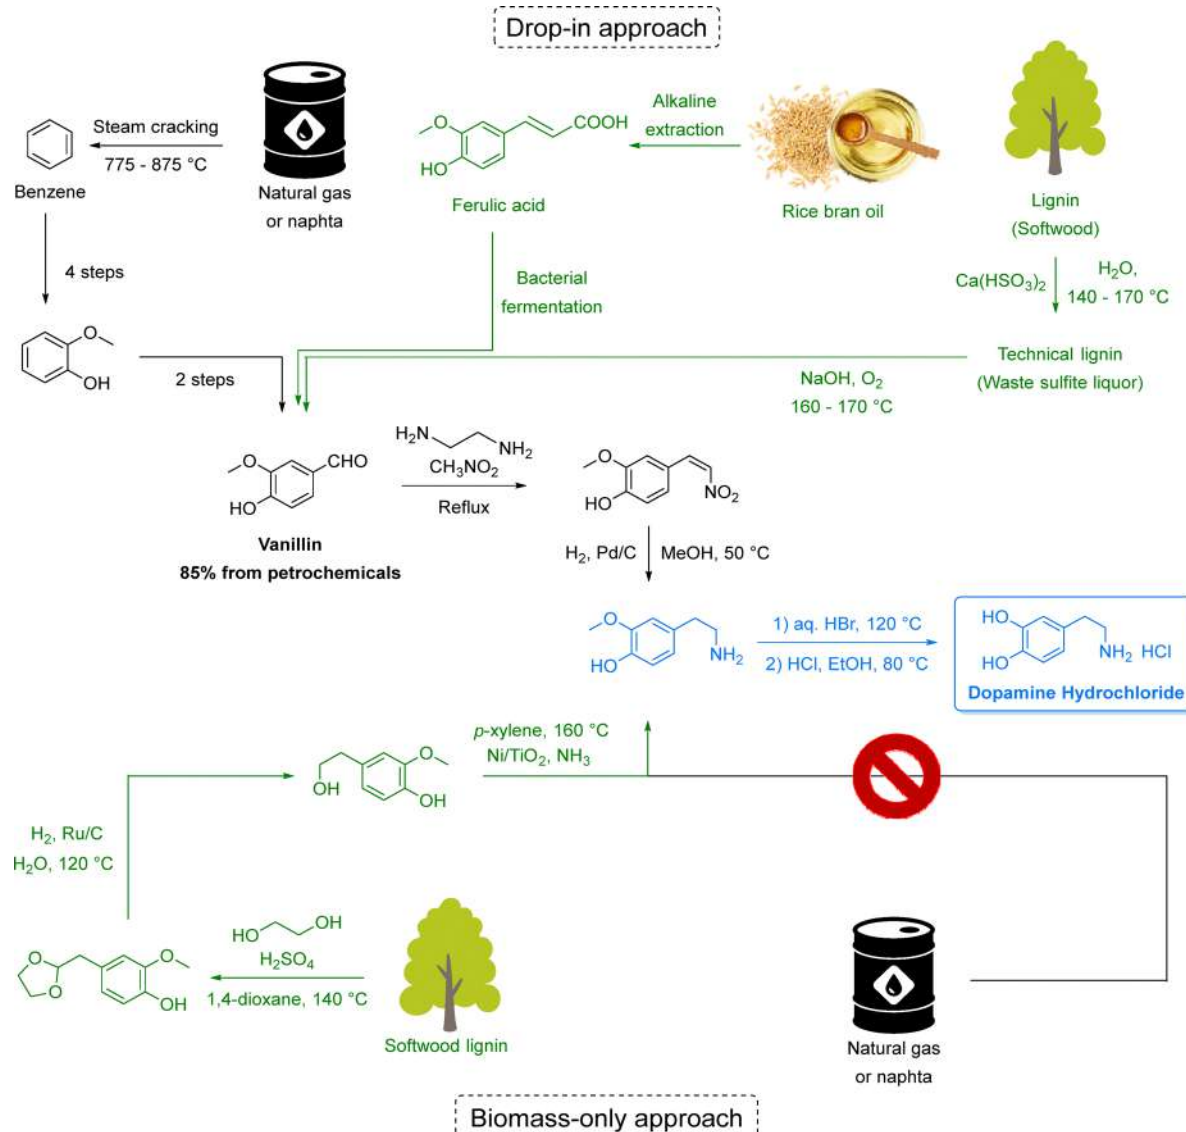 Drop-in approach
Steam cracking
775 - 875 °C
Benzene
Natural gas
or naphta
O
COOH
HO
Ferulic acid
Alkaline
extraction
Rice bran oil
Lignin
(Softwood)
Ca(HSO3)2
H2O,
140 - 170 °C
4 steps
Bacterial
fermentation
O
OH
2 steps
Technical lignin
(Waste sulfite liquor)
NaOH, O2
160 - 170 °C
O
CHO
HO
Vanillin
85% from petrochemicals
H2N
NH2
CH3NO2
Reflux
O
HO
NO2
H2, Pd/C
MeOH, 50 °C
O
HO
NH2
1) aq. HBr, 120 °C
2) HCl, EtOH, 80 °C
HO
HO
NH2 HCl
Dopamine Hydrochloride
p-xylene, 160 °C
Ni/TiO2, NH3
OH
O
OH
H2, Ru/C
H2O, 120 °C
O
O
O
OH
HO
OH
H2SO4
1,4-dioxane, 140 °C
Softwood lignin
Natural gas
or naphta
Biomass-only approach